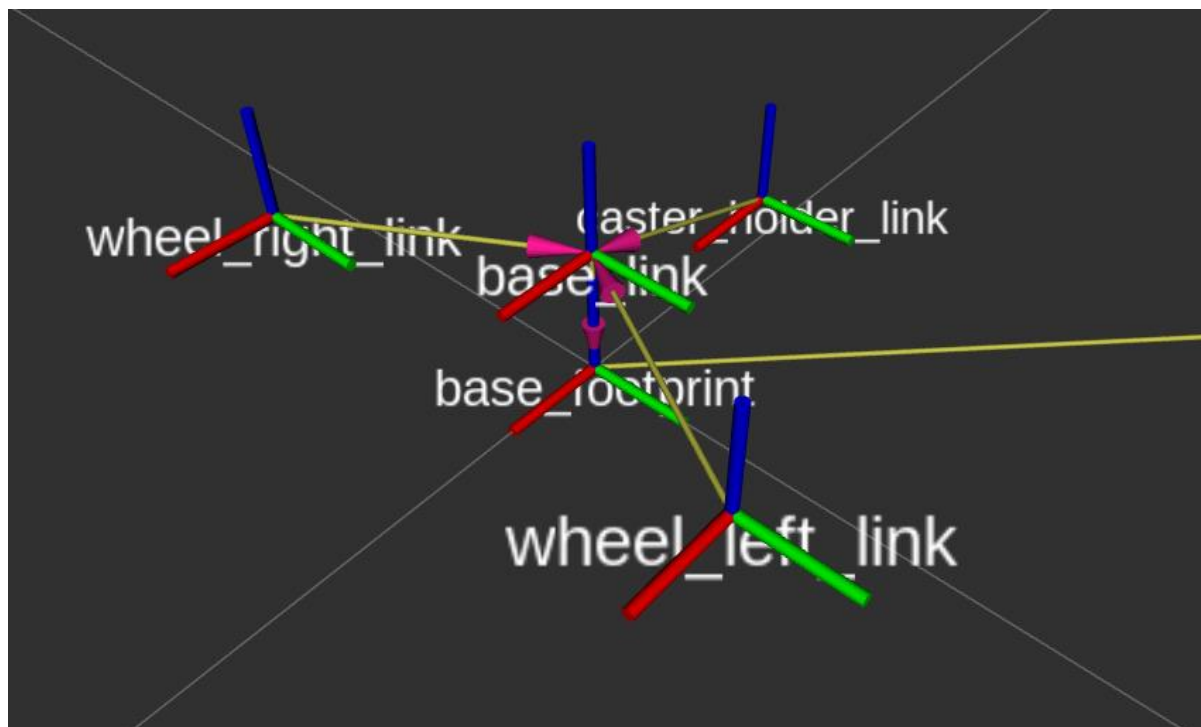 wheel_right_link
caster_holder_link
base_link
base_footprint
wheel_left_link